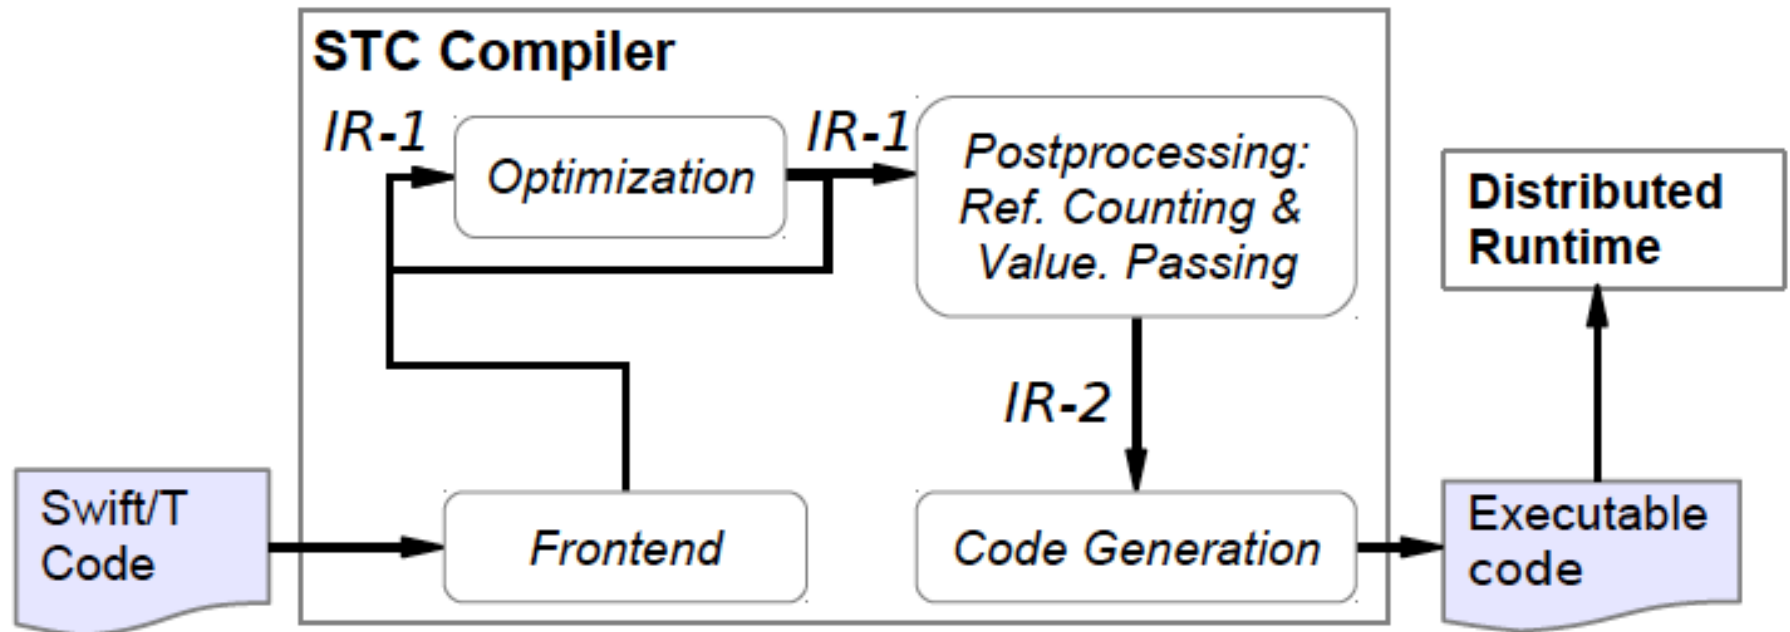 STC Compiler
IR-1
Optimization
IR-1
Postprocessing:
Ref. Counting &
Value. Passing
Distributed
Runtime
IR-2
Swift/T
Code
Frontend
Code Generation
Executable
code